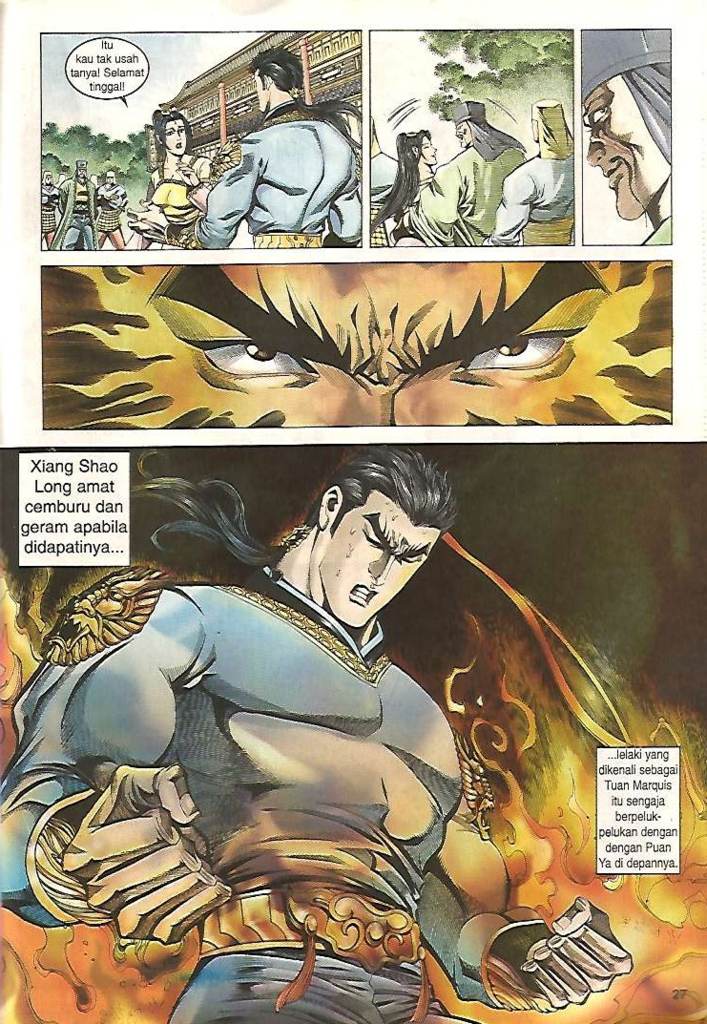 Itu
kau tak usah
tanya! Selamat
tinggal!
Xiang Shao
Long amat
cemburu dan
geram apabila
didapatinya...
...lelaki yang
dikenali sebagai
Tuan Marquis
itu sengaja
berpeluk-
pelukan dengan
dengan Puan
Ya di depannya.
27